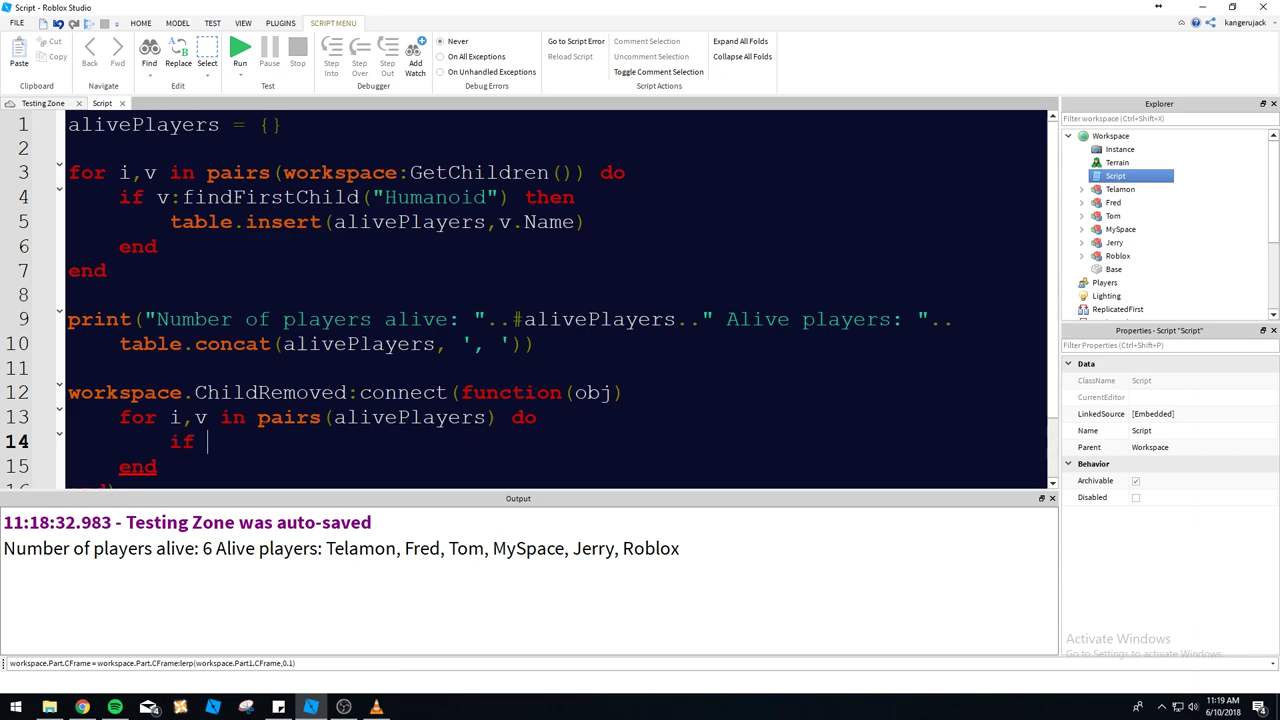 Script - Roblox Studio
FILE HOME MODEL TEST VIEW PLUGINS SCRIPT MENU kangerujack
Paste Cut Copy Back Fwd Find Replace Select Run Pause Stop Step Into Step Over Step Out Add Watch
Never
On All Exceptions
On Unhandled Exceptions
Go to Script Error
Reload Script
Comment Selection
Uncomment Selection
Toggle Comment Selection
Expand All Folds
Collapse All Folds
Clipboard Navigate Edit Test Debugger Debug Errors Script Actions
Testing Zone Script
1 alivePlayers = {}
2
3 for i,v in pairs(workspace:GetChildren()) do
4 if v:findFirstChild("Humanoid") then
5 table.insert(alivePlayers,v.Name)
6 end
7 end
8
9 print("Number of players alive: "..#alivePlayers.." Alive players: "..
10 table.concat(alivePlayers, ', '))
11
12 workspace.ChildRemoved:connect(function(obj)
13 for i,v in pairs(alivePlayers) do
14 if
15 end
Explorer
Filter workspace (Ctrl+Shift+X)
Workspace
Instance
Terrain
Script
Telamon
Fred
Tom
MySpace
Jerry
Roblox
Base
Players
Lighting
ReplicatedFirst
Properties - Script "Script"
Filter Properties (Ctrl+Shift+P)
Data
ClassName Script
CurrentEditor
LinkedSource [Embedded]
Name Script
Parent Workspace
Behavior
Archivable
Disabled
Output
11:18:32.983 - Testing Zone was auto-saved
Number of players alive: 6 Alive players: Telamon, Fred, Tom, MySpace, Jerry, Roblox
Activate Windows
Go to Settings to activate Windows.
workspace.Part.CFrame = workspace.Part.CFrame:lerp(workspace.Part1.CFrame,0.1)
11:19 AM
6/10/2018